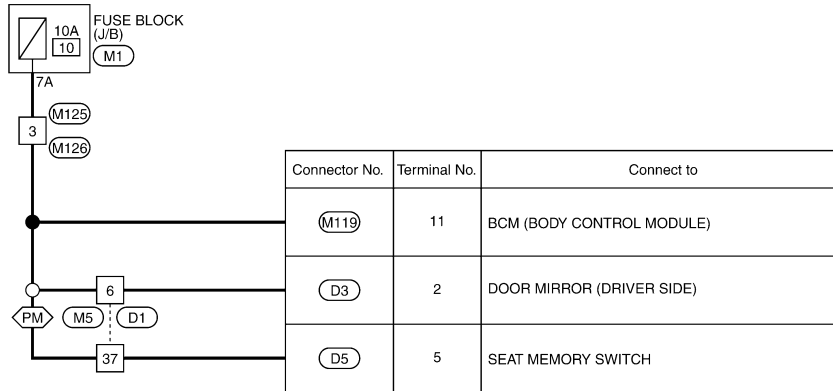 FUSE BLOCK
(J/B)
10A
10
M1
7A
M125
3
M126
Connector No. Terminal No. Connect to
M119 11 BCM (BODY CONTROL MODULE)
6
D3 2 DOOR MIRROR (DRIVER SIDE)
PM M5 D1
37
D5 5 SEAT MEMORY SWITCH